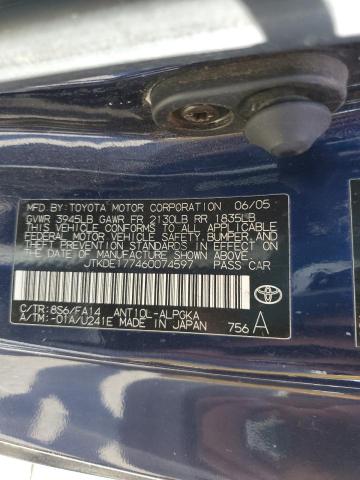 MFD.BY:TOYOTA MOTOR CORPORATION 06/05
GVWR 3945LB GAWR FR 2130LB RR 1835LB
THIS VEHICLE CONFORMS TO ALL APPLICABLE
FEDERAL MOTOR VEHICLE SAFETY, BUMPER, AND
THEFT PREVENTION STANDARDS IN EFFECT ON
THE DATE OF MANUFACTURE SHOWN ABOVE.
JTKDE177460074597 PASS CAR
C/TR:8S6/FA14 ANT10L-ALPGKA
A/TM:-01A/U241E MADE IN JAPAN
756 A